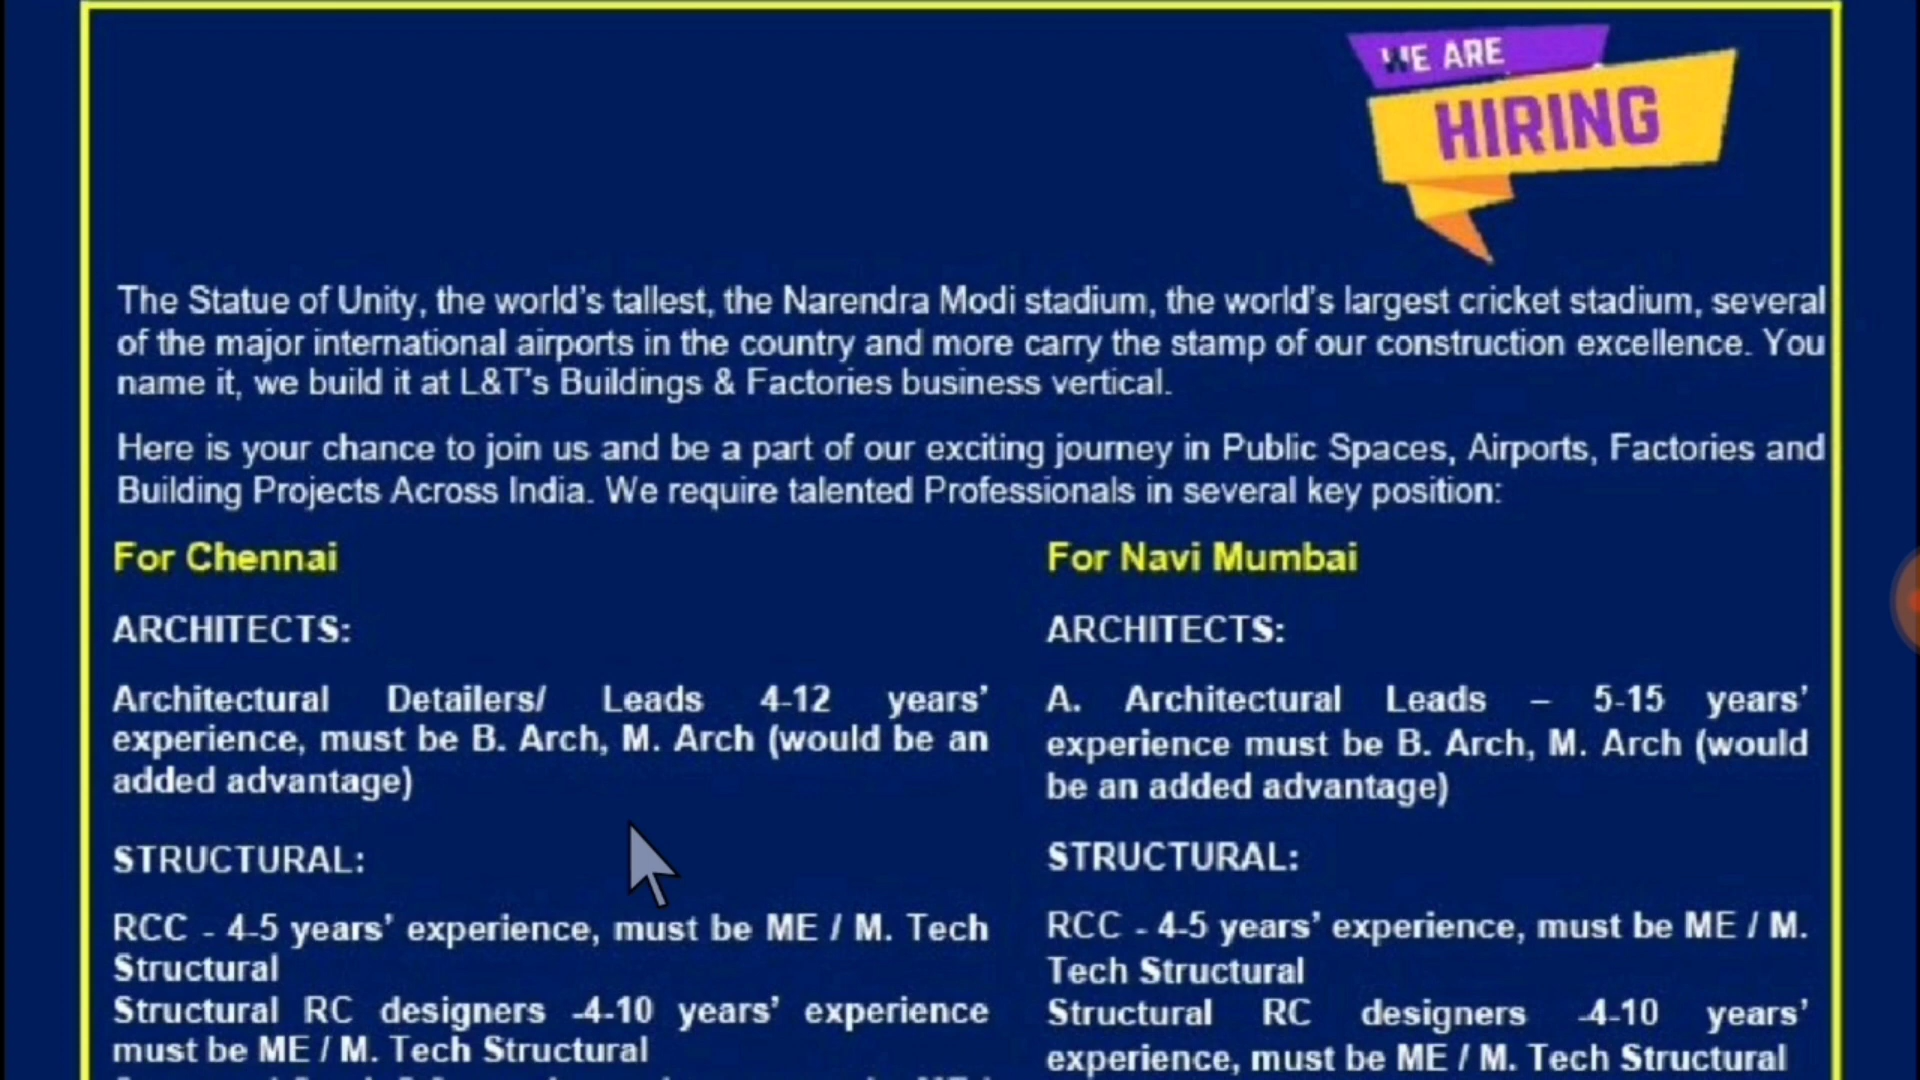 WE ARE
HIRING
The Statue of Unity, the world's tallest, the Narendra Modi stadium, the world's largest cricket stadium, several
of the major international airports in the country and more carry the stamp of our construction excellence. You
name it, we build it at L&T's Buildings & Factories business vertical.
Here is your chance to join us and be a part of our exciting journey in Public Spaces, Airports, Factories and
Building Projects Across India. We require talented Professionals in several key position:
For Chennai
ARCHITECTS:
Architectural Detailers/ Leads 4-12 years'
experience, must be B. Arch, M. Arch (would be an
added advantage)
STRUCTURAL:
RCC - 4-5 years' experience, must be ME / M. Tech
Structural
Structural RC designers -4-10 years' experience
must be ME / M. Tech Structural
For Navi Mumbai
ARCHITECTS:
A. Architectural Leads – 5-15 years'
experience must be B. Arch, M. Arch (would
be an added advantage)
STRUCTURAL:
RCC - 4-5 years' experience, must be ME / M.
Tech Structural
Structural RC designers -4-10 years'
experience, must be ME / M. Tech Structural